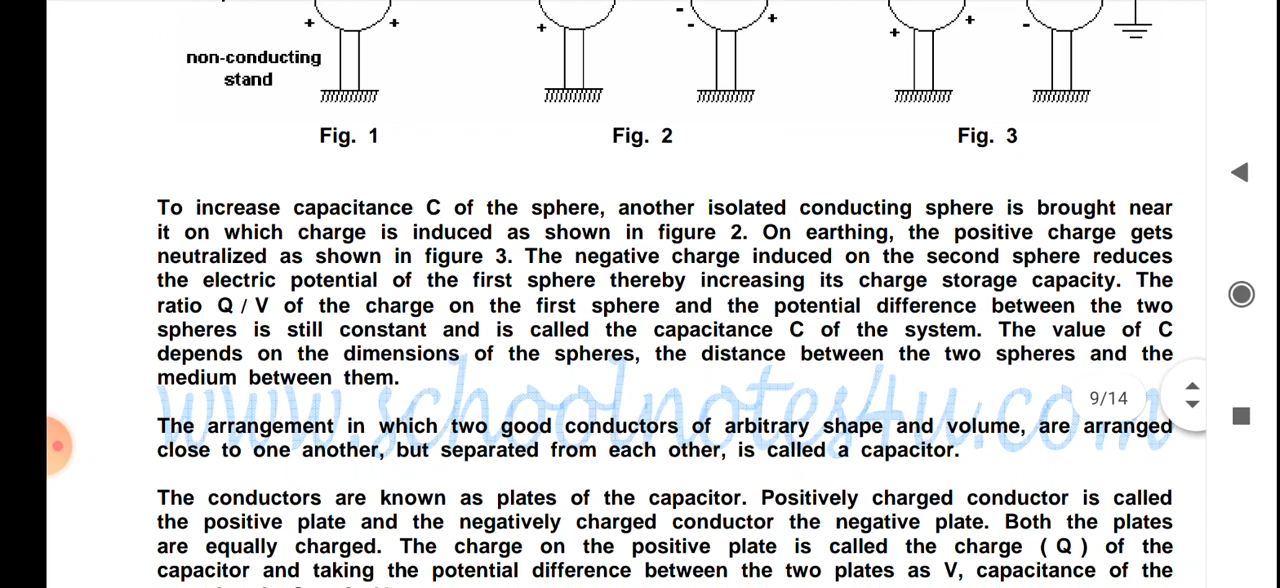 non-conducting
stand
Fig. 1
Fig. 2
Fig. 3
To increase capacitance C of the sphere, another isolated conducting sphere is brought near
it on which charge is induced as shown in figure 2. On earthing, the positive charge gets
neutralized as shown in figure 3. The negative charge induced on the second sphere reduces
the electric potential of the first sphere thereby increasing its charge storage capacity. The
ratio Q / V of the charge on the first sphere and the potential difference between the two
spheres is still constant and is called the capacitance C of the system. The value of C
depends on the dimensions of the spheres, the distance between the two spheres and the
medium between them.
www.schoolnotes4u.com
9/14
The arrangement in which two good conductors of arbitrary shape and volume, are arranged
close to one another, but separated from each other, is called a capacitor.
The conductors are known as plates of the capacitor. Positively charged conductor is called
the positive plate and the negatively charged conductor the negative plate. Both the plates
are equally charged. The charge on the positive plate is called the charge ( Q ) of the
capacitor and taking the potential difference between the two plates as V, capacitance of the